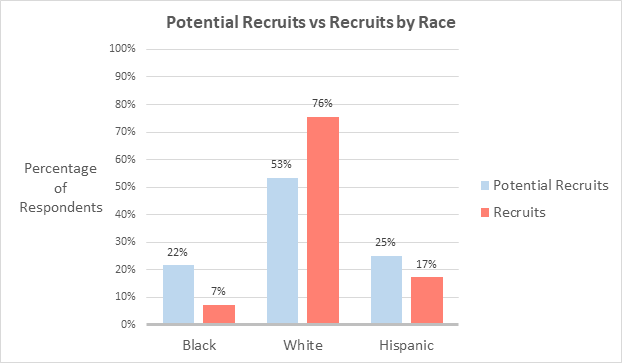 Potential Recruits vs Recruits by Race
100%
90%
80%
70%
60%
50%
40%
30%
20%
10%
0%
Percentage
of
Respondents
22%
7%
53%
76%
25%
17%
Black
White
Hispanic
Potential Recruits
Recruits